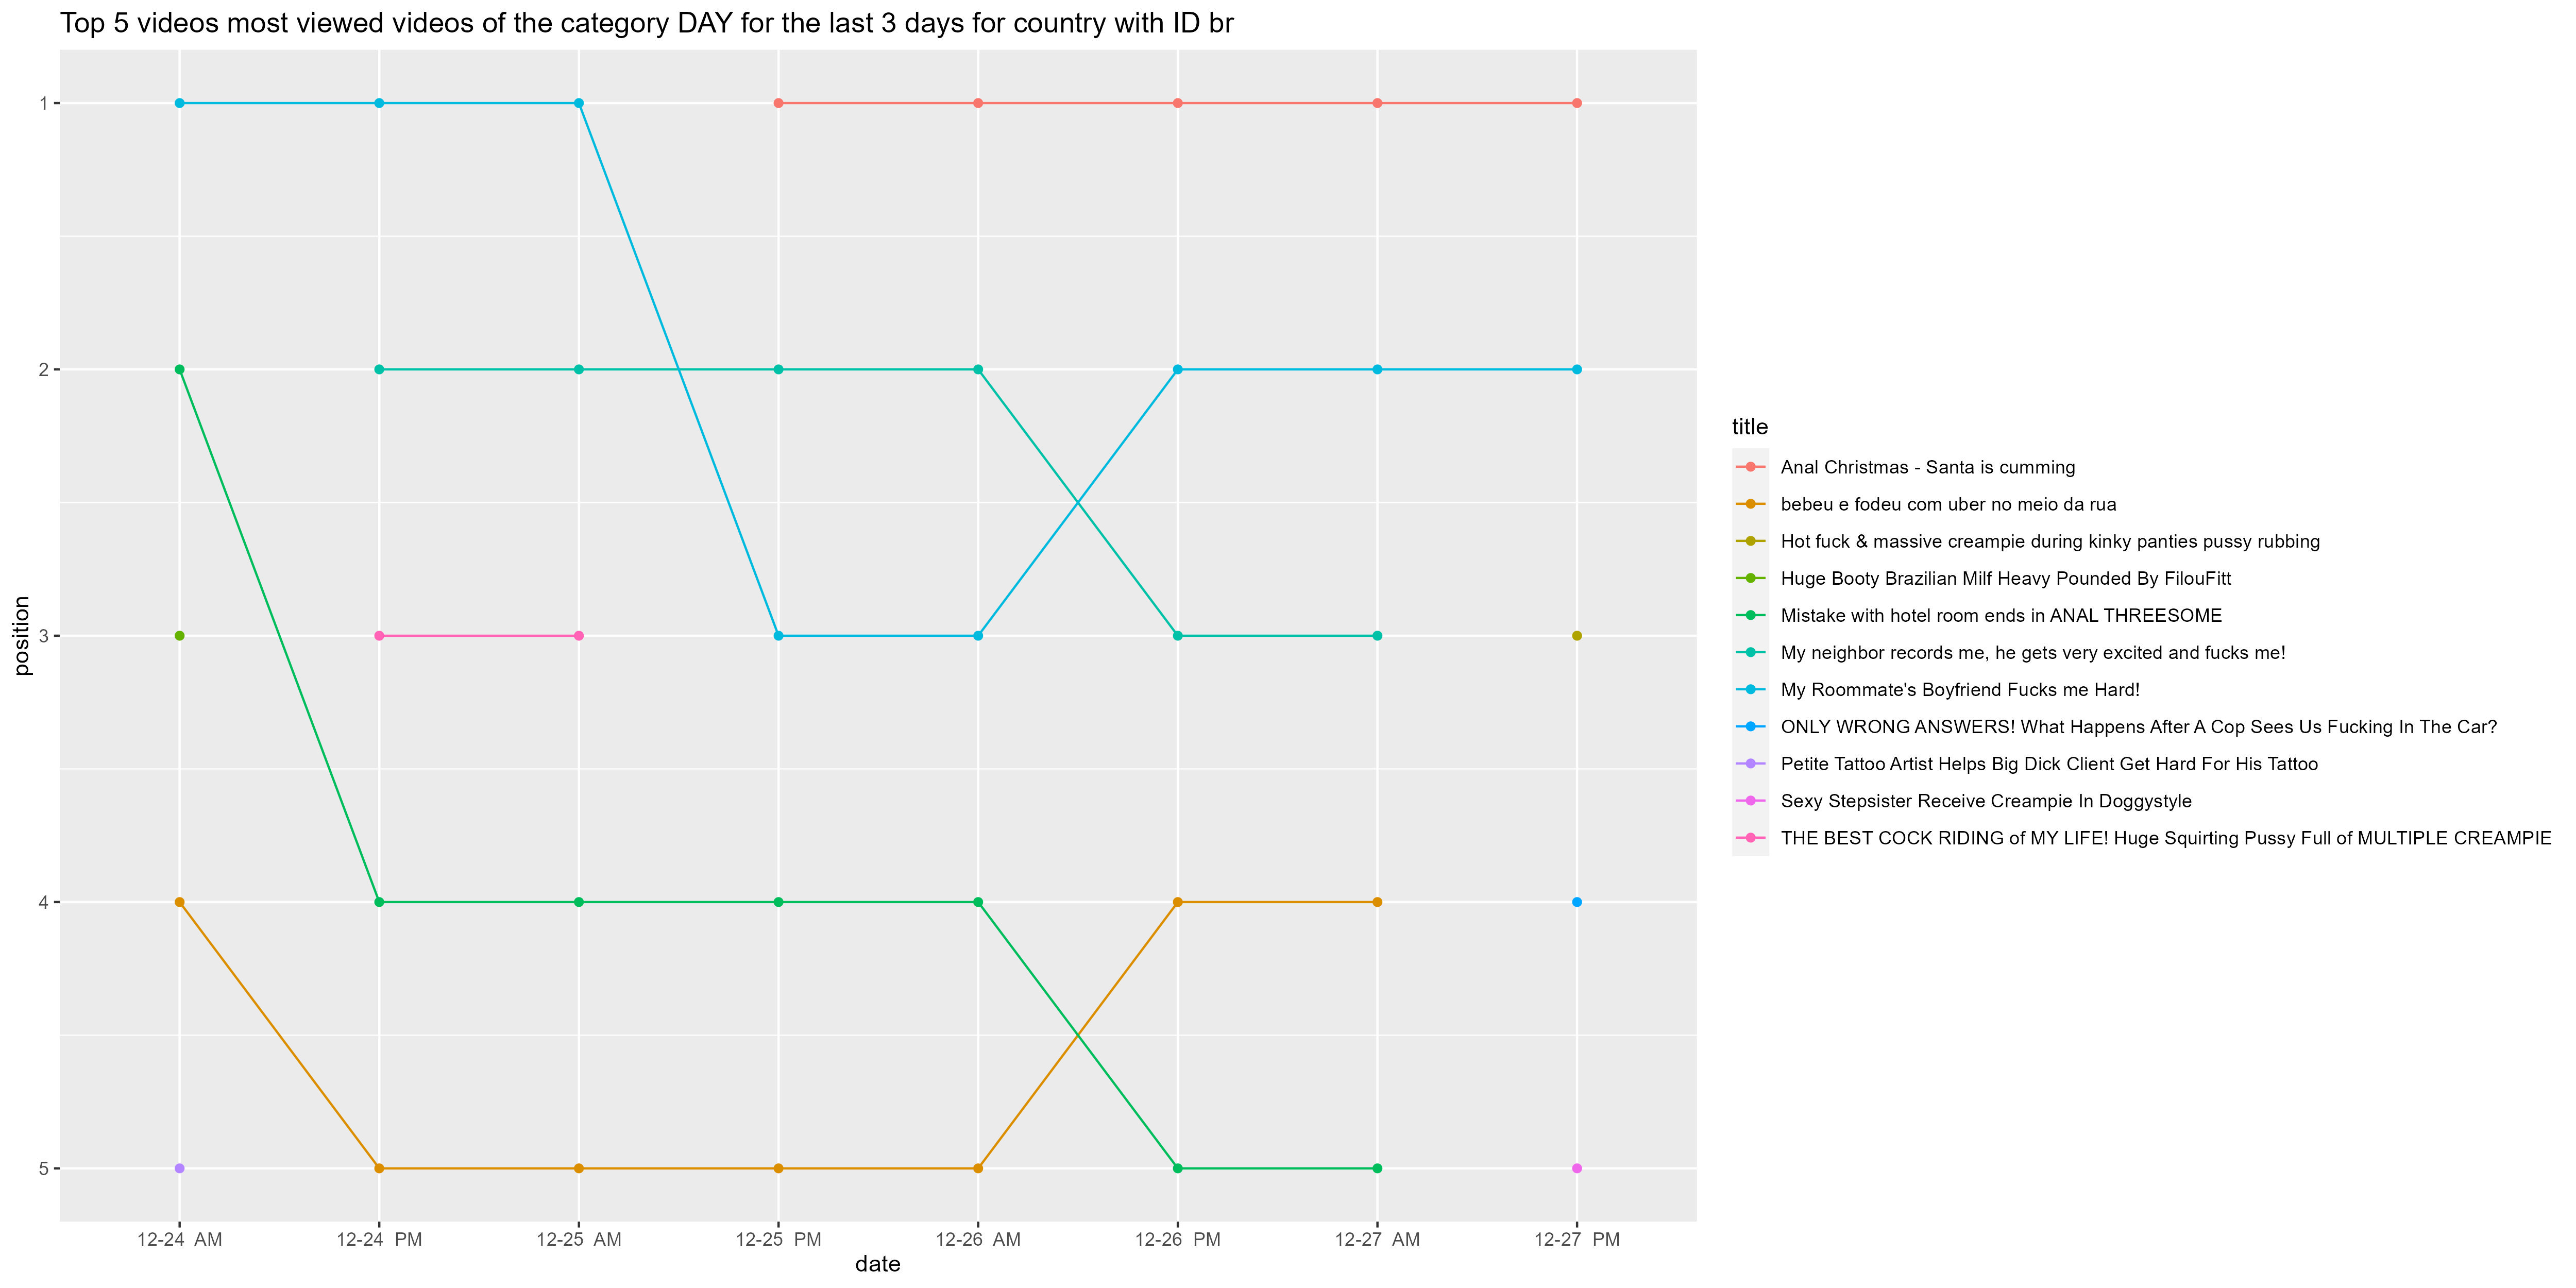 Top 5 videos most viewed videos of the category DAY for the last 3 days for country with ID br
position
1
2
3
4
5
12-24 AM
12-24 PM
12-25 AM
12-25 PM
12-26 AM
12-26 PM
12-27 AM
12-27 PM
date
title
Anal Christmas - Santa is cumming
bebeu e fodeu com uber no meio da rua
Hot fuck & massive creampie during kinky panties pussy rubbing
Huge Booty Brazilian Milf Heavy Pounded By FilouFitt
Mistake with hotel room ends in ANAL THREESOME
My neighbor records me, he gets very excited and fucks me!
My Roommate's Boyfriend Fucks me Hard!
ONLY WRONG ANSWERS! What Happens After A Cop Sees Us Fucking In The Car?
Petite Tattoo Artist Helps Big Dick Client Get Hard For His Tattoo
Sexy Stepsister Receive Creampie In Doggystyle
THE BEST COCK RIDING of MY LIFE! Huge Squirting Pussy Full of MULTIPLE CREAMPIE